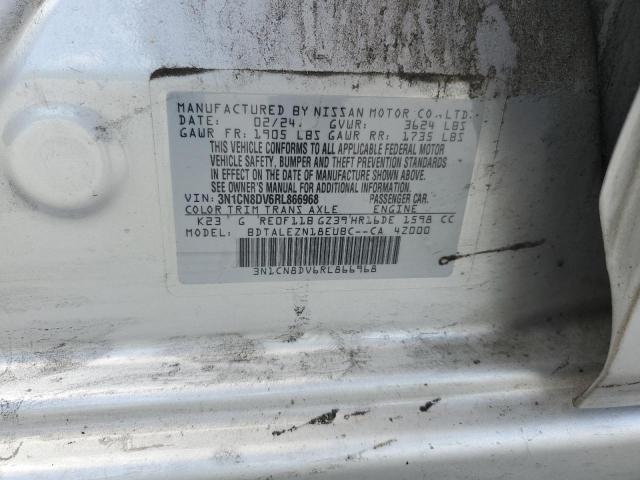 MANUFACTURED BY NISSAN MOTOR CO.,LTD.
DATE: 02/24. GVWR: 3624 LBS
GAWR FR: 1905 LBS GAWR RR: 1735 LBS
THIS VEHICLE CONFORMS TO ALL APPLICABLE FEDERAL MOTOR
VEHICLE SAFETY, BUMPER AND THEFT PREVENTION STANDARDS
IN EFFECT ON THE DATE OF MANUFACTURE SHOWN ABOVE.
SEE OWNER'S MANUAL FOR ADDITIONAL INFORMATION.
VIN: 3N1CN8DV6RL866968 PASSENGER CAR.
COLOR TRIM TRANS AXLE ENGINE
K23 G RE0F11B GZ39 HR16DE 1598 CC
MODEL: BDTALEZN18EUBC--CA 42000
3N1CN8DV6RL866968